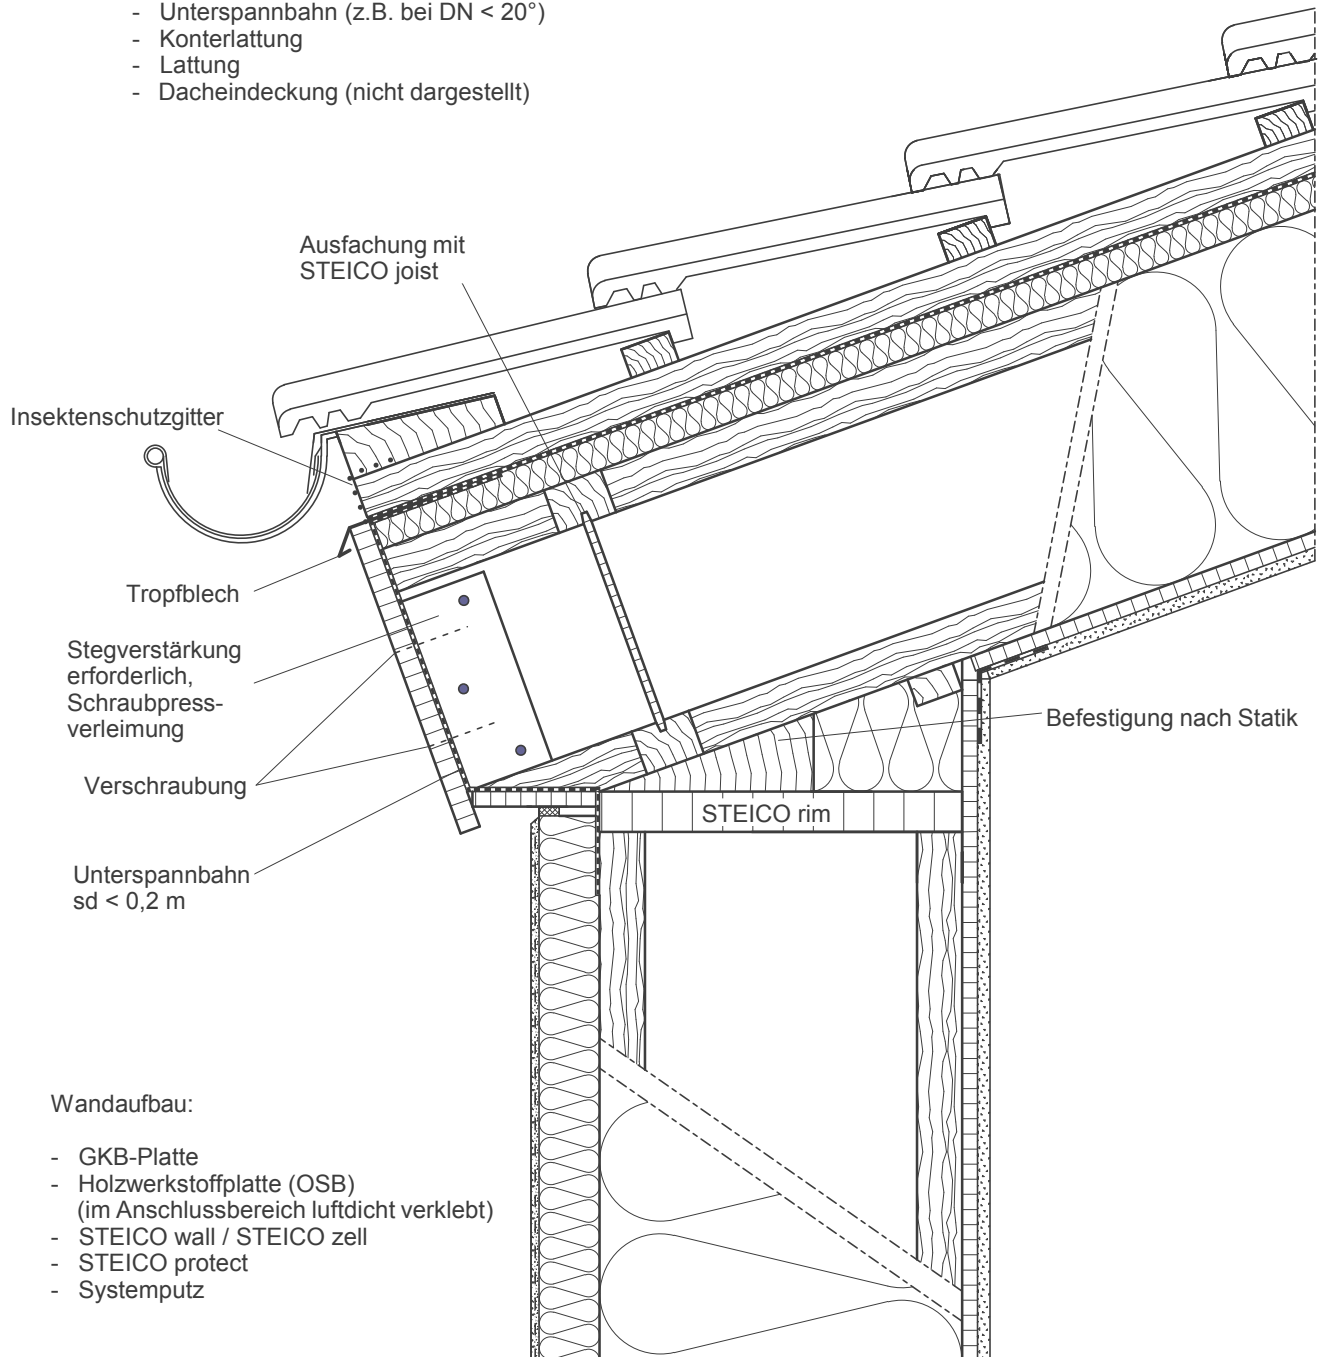 - Unterspannbahn (z.B. bei DN < 20°)
- Konterlattung
- Lattung
- Dacheindeckung (nicht dargestellt)
Ausfachung mit
STEICO joist
Insektenschutzgitter
Tropfblech
Stegverstärkung
erforderlich,
Schraubpress-
verleimung
Befestigung nach Statik
Verschraubung
STEICO rim
Unterspannbahn
sd < 0,2 m
Wandaufbau:
- GKB-Platte
- Holzwerkstoffplatte (OSB)
(im Anschlussbereich luftdicht verklebt)
- STEICO wall / STEICO zell
- STEICO protect
- Systemputz